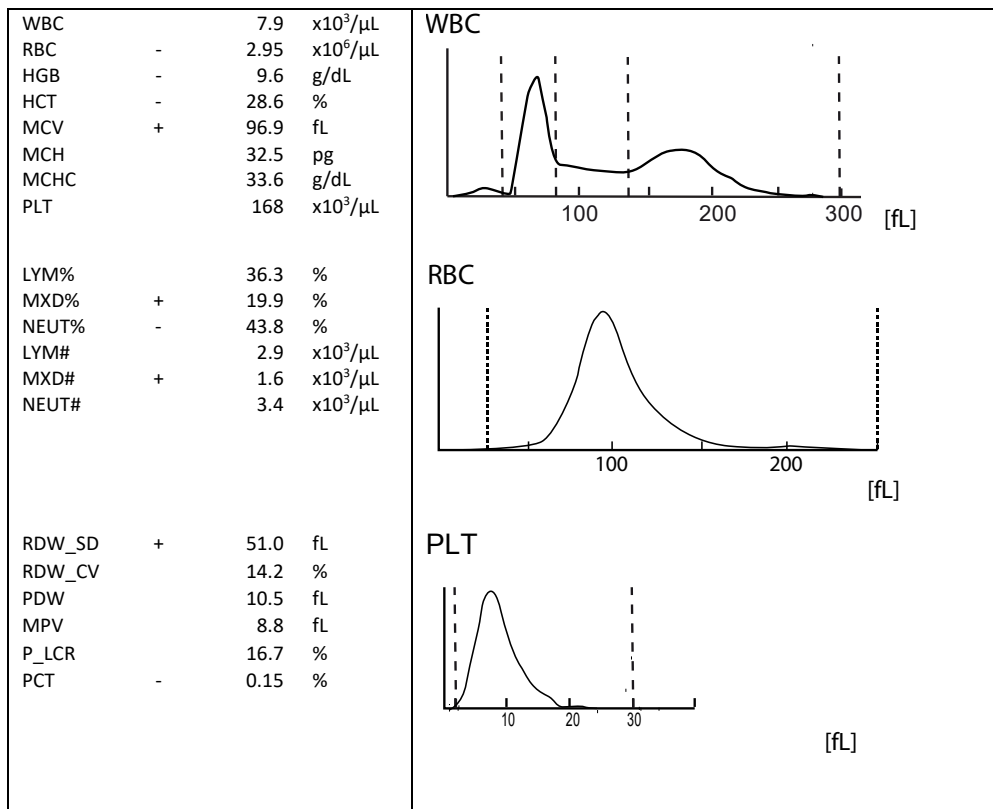 WBC 7.9 x10³/µL
RBC - 2.95 x10⁶/µL
HGB - 9.6 g/dL
HCT - 28.6 %
MCV + 96.9 fL
MCH 32.5 pg
MCHC 33.6 g/dL
PLT 168 x10³/µL
LYM% 36.3 %
MXD% + 19.9 %
NEUT% - 43.8 %
LYM# 2.9 x10³/µL
MXD# + 1.6 x10³/µL
NEUT# 3.4 x10³/µL
RDW_SD + 51.0 fL
RDW_CV 14.2 %
PDW 10.5 fL
MPV 8.8 fL
P_LCR 16.7 %
PCT - 0.15 %
WBC
100 200 300 [fL]
RBC
100 200
[fL]
PLT
10 20 30
[fL]